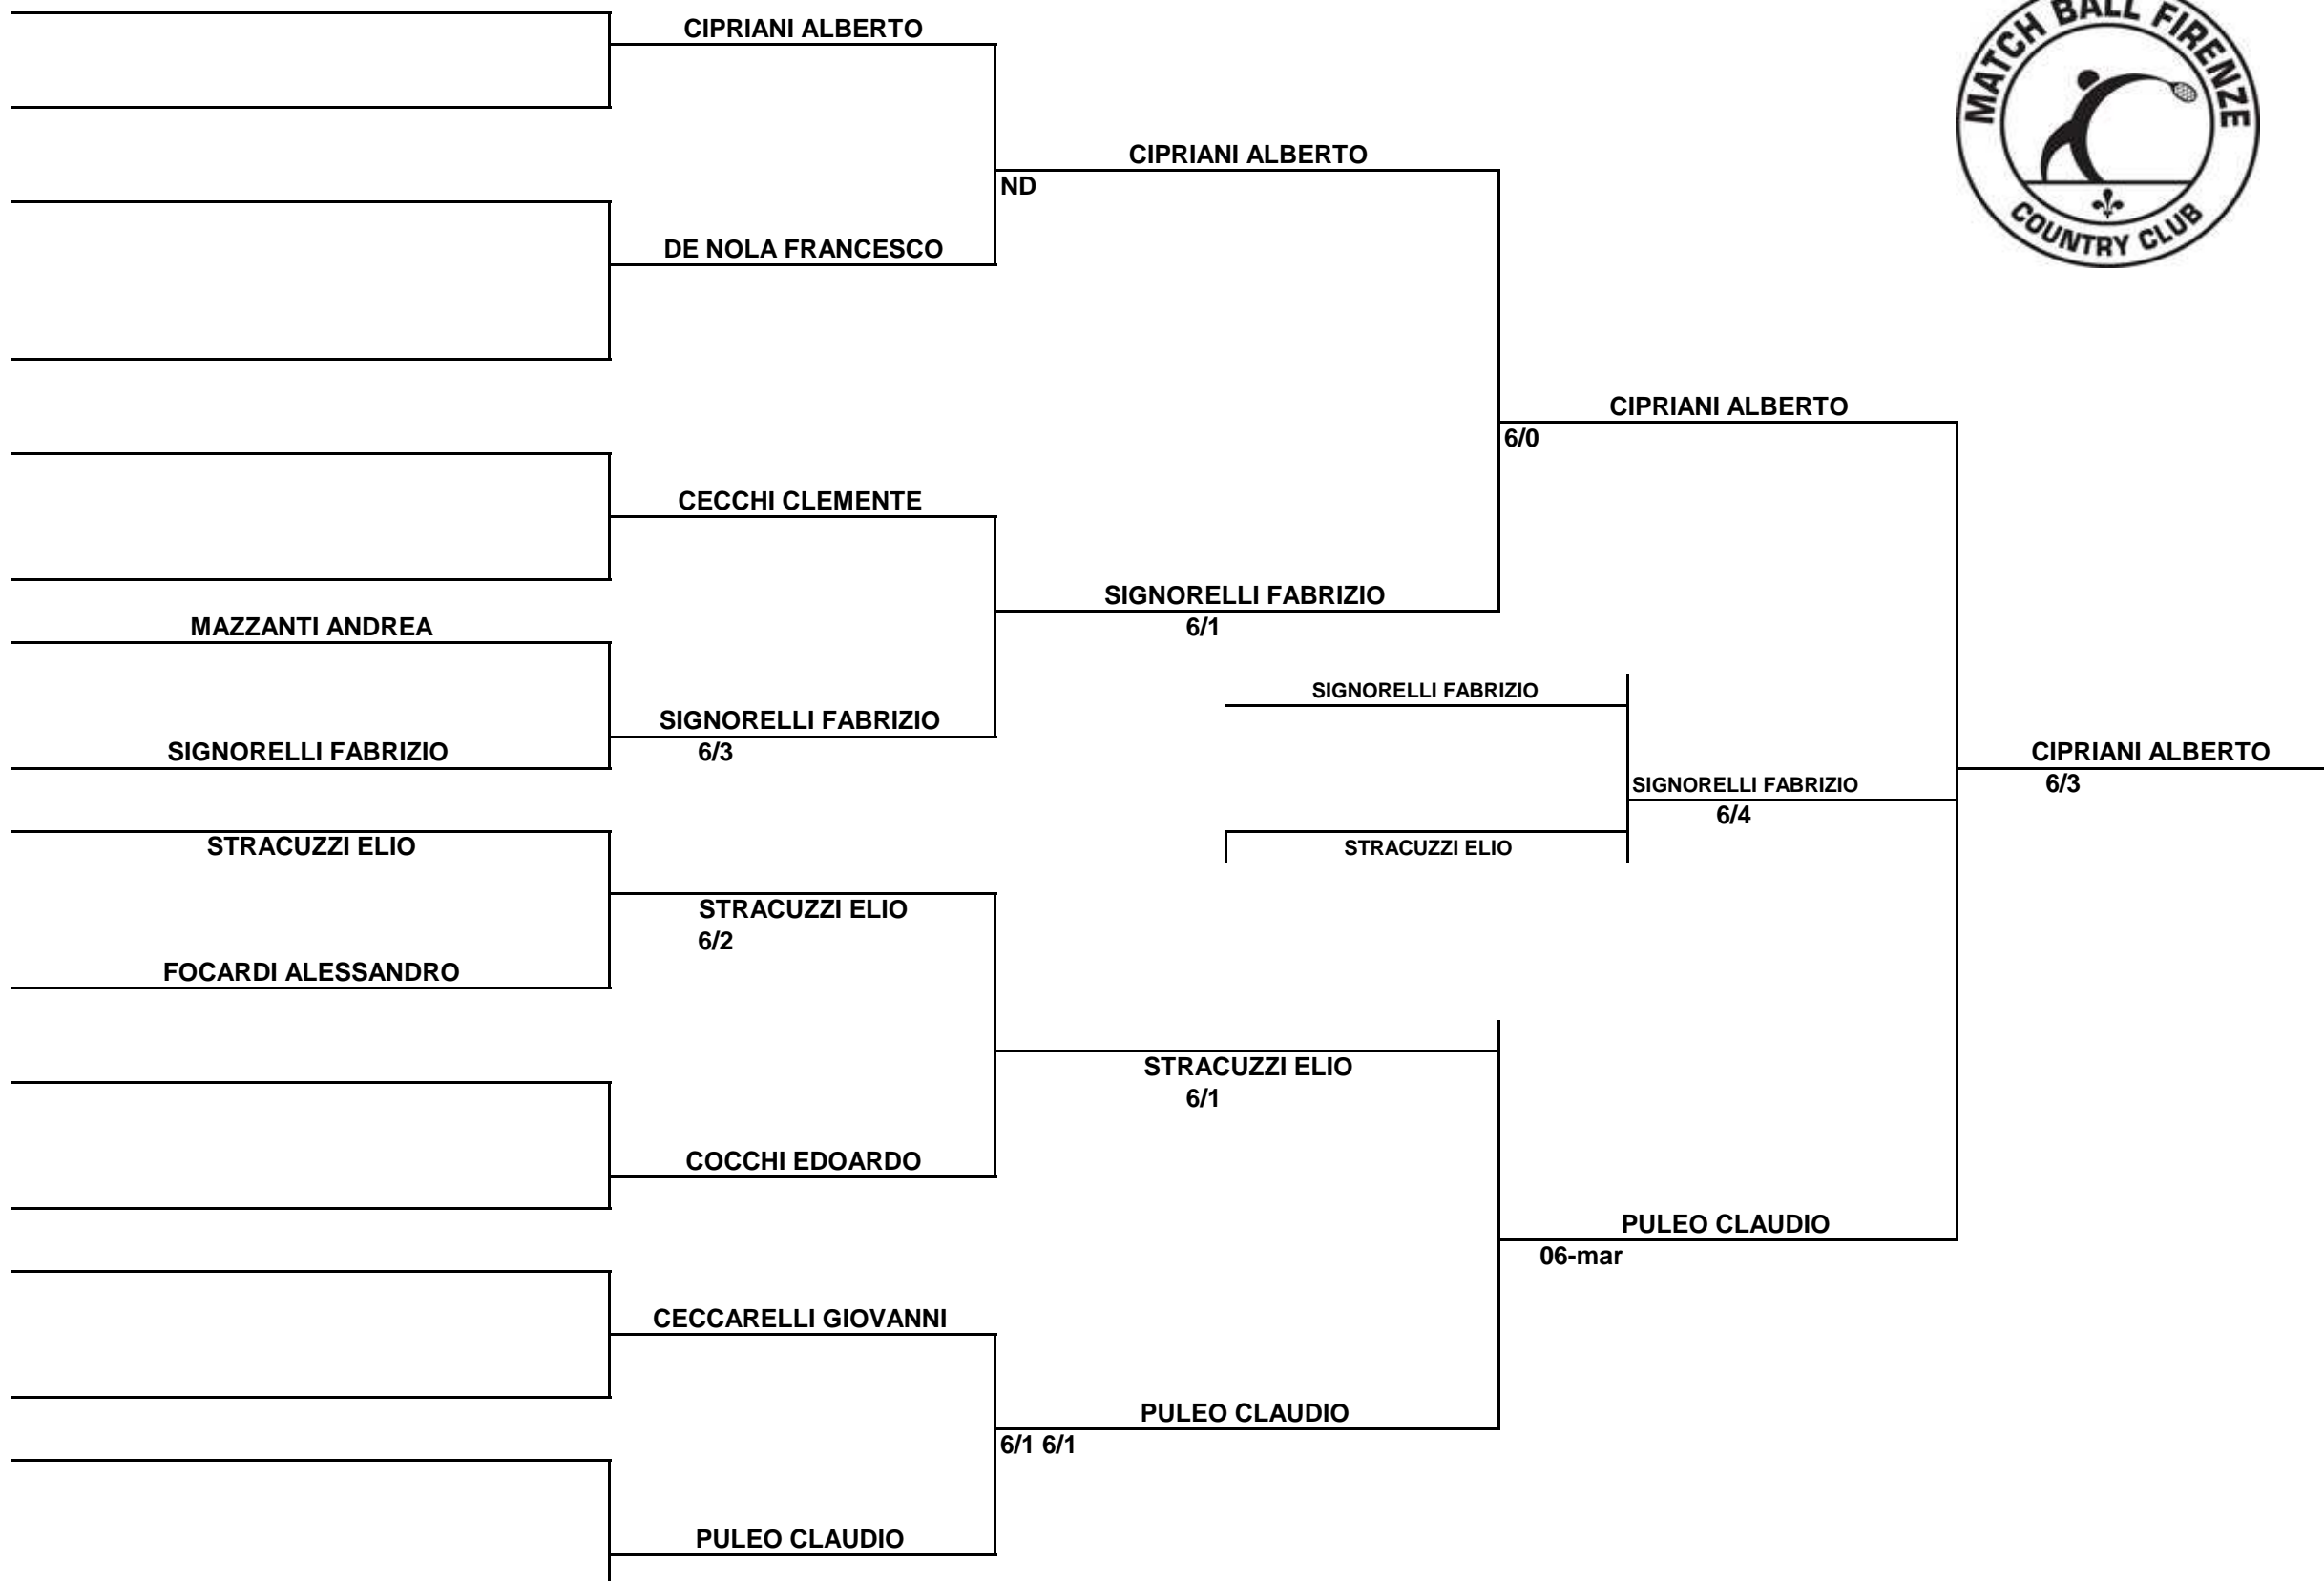 MATCH BALL FIRENZE
COUNTRY CLUB
CIPRIANI ALBERTO
CIPRIANI ALBERTO
ND
DE NOLA FRANCESCO
CIPRIANI ALBERTO
6/0
CECCHI CLEMENTE
SIGNORELLI FABRIZIO
6/1
MAZZANTI ANDREA
SIGNORELLI FABRIZIO
SIGNORELLI FABRIZIO
6/3
SIGNORELLI FABRIZIO
CIPRIANI ALBERTO
6/3
SIGNORELLI FABRIZIO
6/4
STRACUZZI ELIO
STRACUZZI ELIO
STRACUZZI ELIO
6/2
FOCARDI ALESSANDRO
STRACUZZI ELIO
6/1
COCCHI EDOARDO
PULEO CLAUDIO
06-mar
CECCARELLI GIOVANNI
PULEO CLAUDIO
6/1 6/1
PULEO CLAUDIO